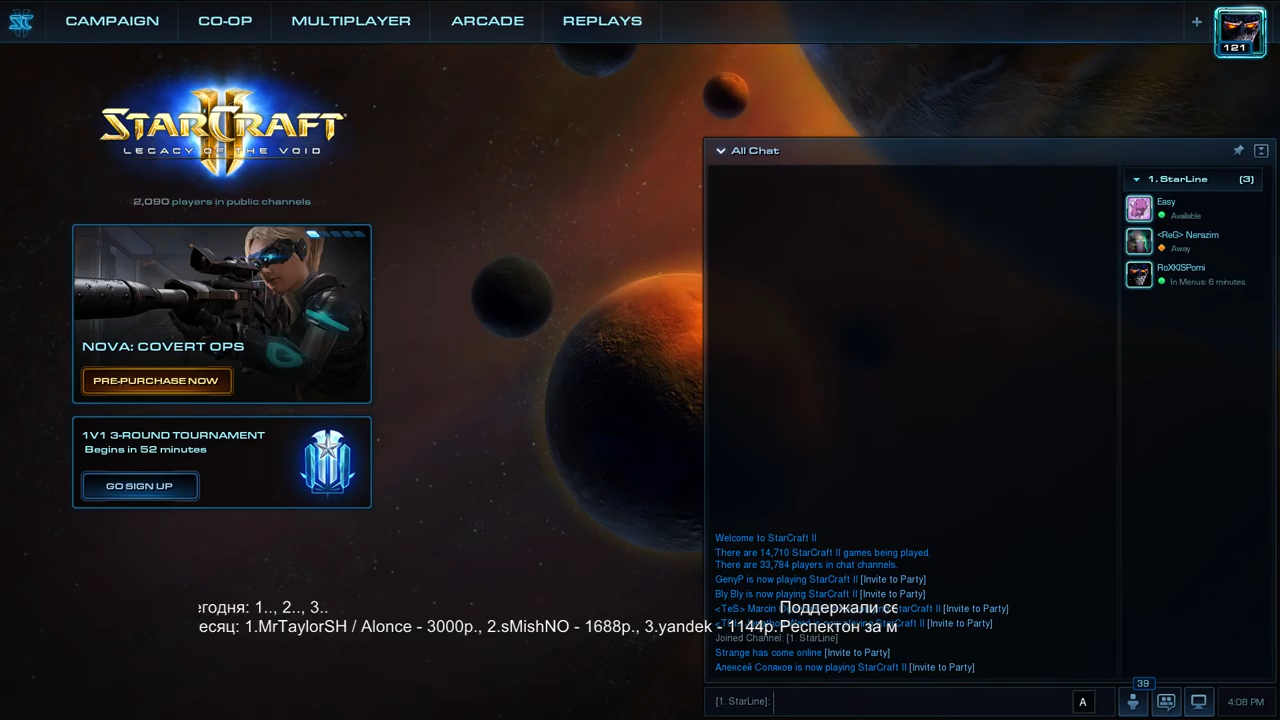 CAMPAIGN CO-OP MULTIPLAYER ARCADE REPLAYS
+
121
STARCRAFT
II
LEGACY OF THE VOID
2,090 players in public channels
NOVA: COVERT OPS
PRE-PURCHASE NOW
1V1 3-ROUND TOURNAMENT
Begins in 52 minutes
GO SIGN UP
All Chat
1. StarLine (3)
Easy
Available
<ReG> Nerazim
Away
RoXKISPomi
In Menus: 6 minutes
Welcome to StarCraft II
There are 14,710 StarCraft II games being played.
There are 33,784 players in chat channels.
GenyP is now playing StarCraft II [Invite to Party]
Bly Bly is now playing StarCraft II [Invite to Party]
<TeS> Marcin StarCraft II [Invite to Party]
StarCraft II [Invite to Party]
Joined Channel: [1. StarLine]
Strange has come online [Invite to Party]
Алексей Соляков is now playing StarCraft II [Invite to Party]
егодня: 1.., 2.., 3.. Поддержали се
есяц: 1.MrTaylorSH / Alonce - 3000р., 2.sMishNO - 1688р., 3.yandek - 1144р. Респектон за м
[1. StarLine]:
A
39
4:08 PM